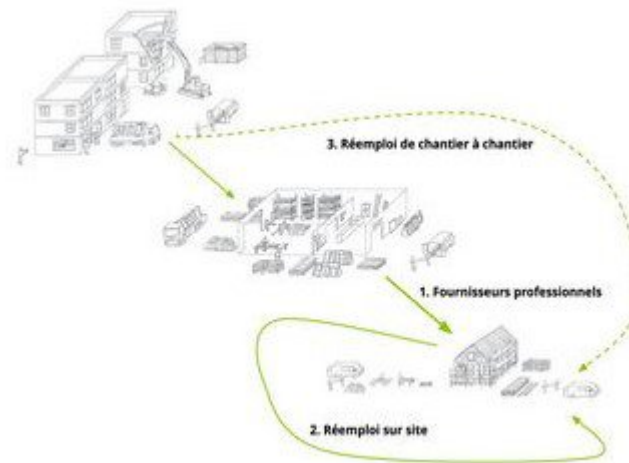 3. Réemploi de chantier à chantier
1. Fournisseurs professionnels
2. Réemploi sur site